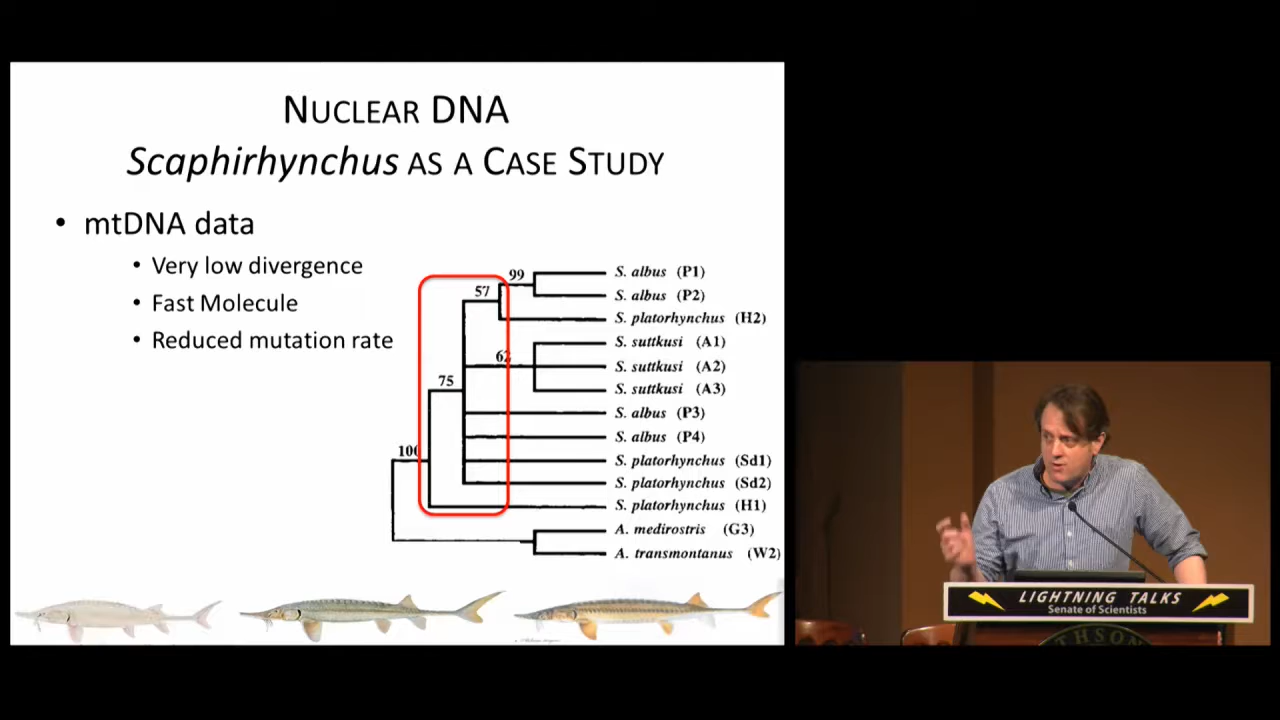 NUCLEAR DNA
Scaphirhynchus AS A CASE STUDY
• mtDNA data
• Very low divergence
• Fast Molecule
• Reduced mutation rate
99
57
62
75
100
S. albus (P1)
S. albus (P2)
S. platorhynchus (H2)
S. suttkusi (A1)
S. suttkusi (A2)
S. suttkusi (A3)
S. albus (P3)
S. albus (P4)
S. platorhynchus (Sd1)
S. platorhynchus (Sd2)
S. platorhynchus (H1)
A. medirostris (G3)
A. transmontanus (W2)
LIGHTNING TALKS
Senate of Scientists
THSON